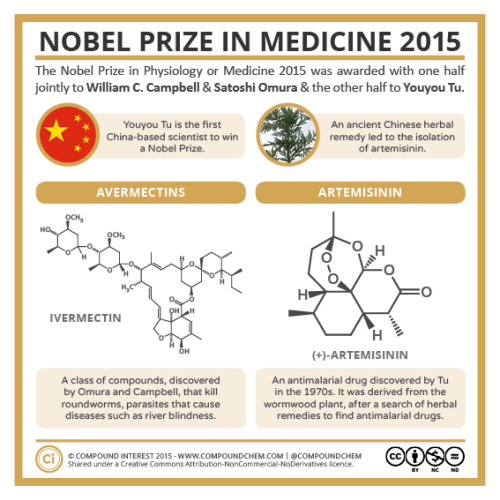 NOBEL PRIZE IN MEDICINE 2015
The Nobel Prize in Physiology or Medicine 2015 was awarded with one half
jointly to William C. Campbell & Satoshi Omura & the other half to Youyou Tu.
Youyou Tu is the first
China-based scientist to win
a Nobel Prize.
An ancient Chinese herbal
remedy led to the isolation
of artemisinin.
AVERMECTINS
OCH₃
HO
OCH₃
O
O
H
O
O
H
O
H₃C
H
O
O
H
O
O
OH
H
O
H
OH
IVERMECTIN
ARTEMISININ
O
H
O
O
O
H
O
H
H
(+)-ARTEMISININ
A class of compounds, discovered
by Omura and Campbell, that kill
roundworms, parasites that cause
diseases such as river blindness.
An antimalarial drug discovered by Tu
in the 1970s. It was derived from the
wormwood plant, after a search of herbal
remedies to find antimalarial drugs.
Ci
© COMPOUND INTEREST 2015 - WWW.COMPOUNDCHEM.COM | @COMPOUNDCHEM
Shared under a Creative Commons Attribution-NonCommercial-NoDerivatives licence.
cc
BY NC ND